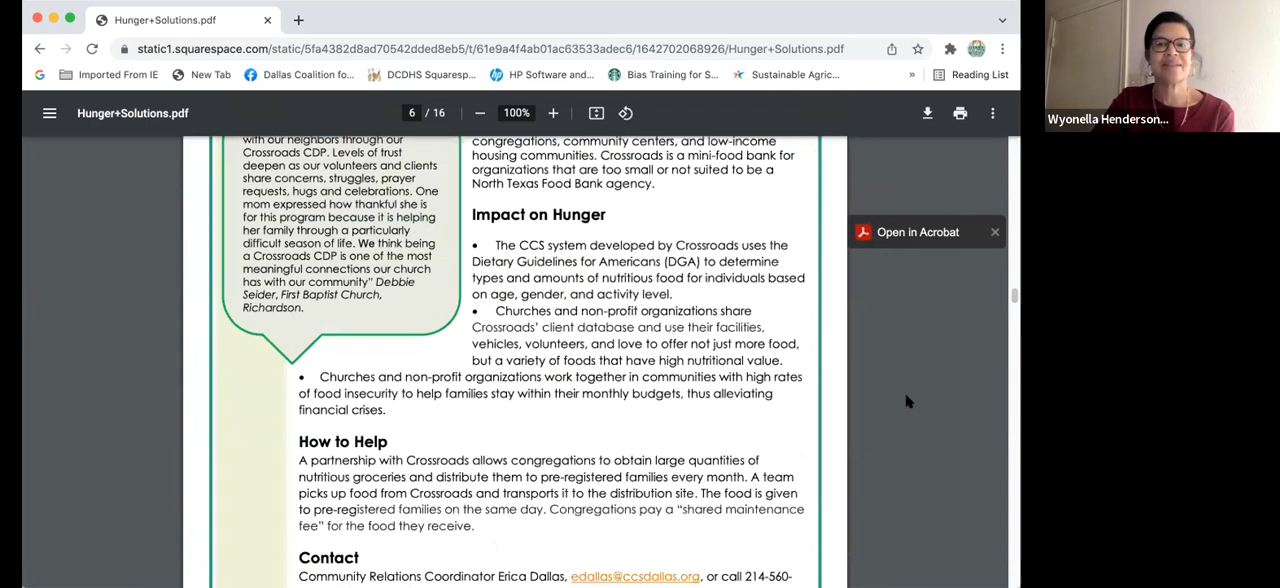 Hunger+Solutions.pdf
static1.squarespace.com/static/5fa4382d8ad70542dded8eb5/t/61e9a4f4ab01ac63533adec6/1642702068926/Hunger+Solutions.pdf
Imported From IE
New Tab
Dallas Coalition fo...
DCDHS Squaresp...
HP Software and...
Bias Training for S...
Sustainable Agric...
»
Reading List
Hunger+Solutions.pdf
6 / 16
100%
Wyonella Henderson...
Open in Acrobat
with our neighbors through our
Crossroads CDP. Levels of trust
deepen as our volunteers and clients
share concerns, struggles, prayer
requests, hugs and celebrations. One
mom expressed how thankful she is
for this program because it is helping
her family through a particularly
difficult season of life. We think being
a Crossroads CDP is one of the most
meaningful connections our church
has with our community" Debbie
Seider, First Baptist Church,
Richardson.
congregations, community centers, and low-income
housing communities. Crossroads is a mini-food bank for
organizations that are too small or not suited to be a
North Texas Food Bank agency.
Impact on Hunger
• The CCS system developed by Crossroads uses the
Dietary Guidelines for Americans (DGA) to determine
types and amounts of nutritious food for individuals based
on age, gender, and activity level.
• Churches and non-profit organizations share
Crossroads' client database and use their facilities,
vehicles, volunteers, and love to offer not just more food,
but a variety of foods that have high nutritional value.
• Churches and non-profit organizations work together in communities with high rates
of food insecurity to help families stay within their monthly budgets, thus alleviating
financial crises.
How to Help
A partnership with Crossroads allows congregations to obtain large quantities of
nutritious groceries and distribute them to pre-registered families every month. A team
picks up food from Crossroads and transports it to the distribution site. The food is given
to pre-registered families on the same day. Congregations pay a "shared maintenance
fee" for the food they receive.
Contact
Community Relations Coordinator Erica Dallas, edallas@ccsdallas.org, or call 214-560-